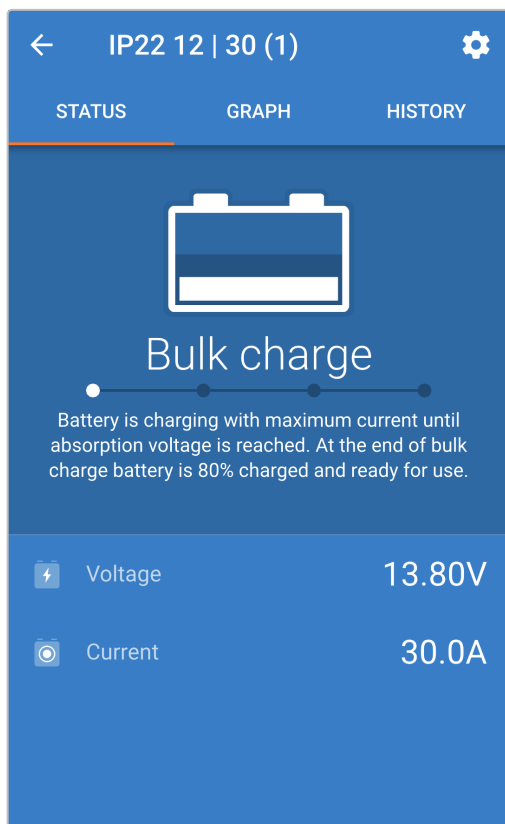 IP22 12 | 30 (1)
STATUS GRAPH HISTORY
Bulk charge
Battery is charging with maximum current until
absorption voltage is reached. At the end of bulk
charge battery is 80% charged and ready for use.
Voltage 13.80V
Current 30.0A